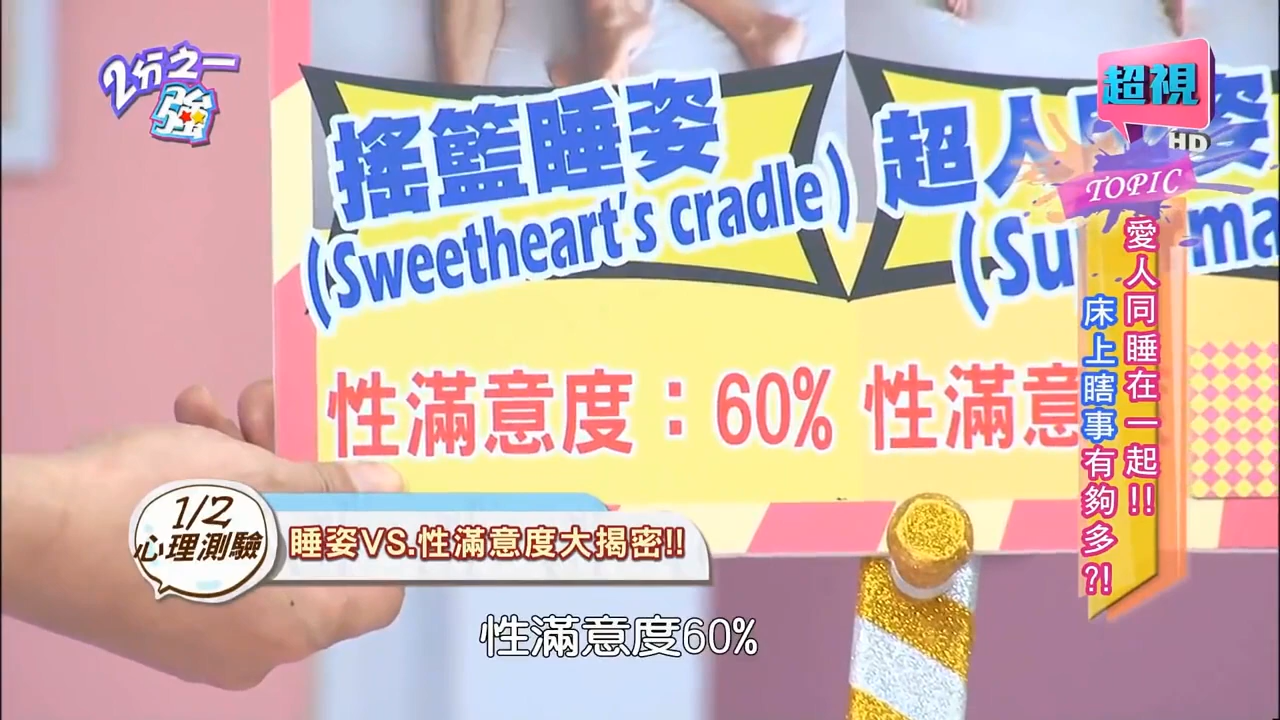 2分之一
強
超視
HD
TOPIC
愛人同睡在一起!!
床上瞎事有夠多?!
搖籃睡姿
(Sweetheart's cradle)
性滿意度：60%
超人
(Su
ma
性滿意
1/2
心理測驗
睡姿VS.性滿意度大揭密!!
性滿意度60%